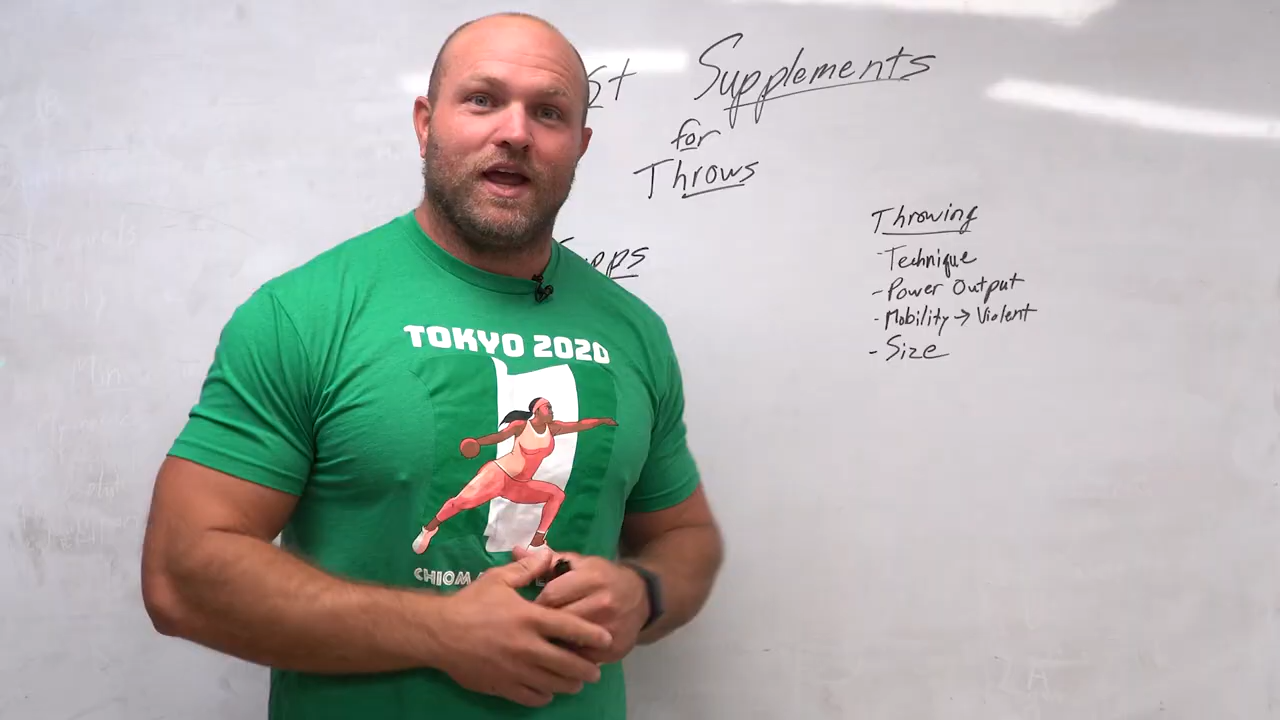 Supplements
for
Throws
Throwing
- Technique
- Power Output
- Mobility → Violent
- Size
TOKYO 2020